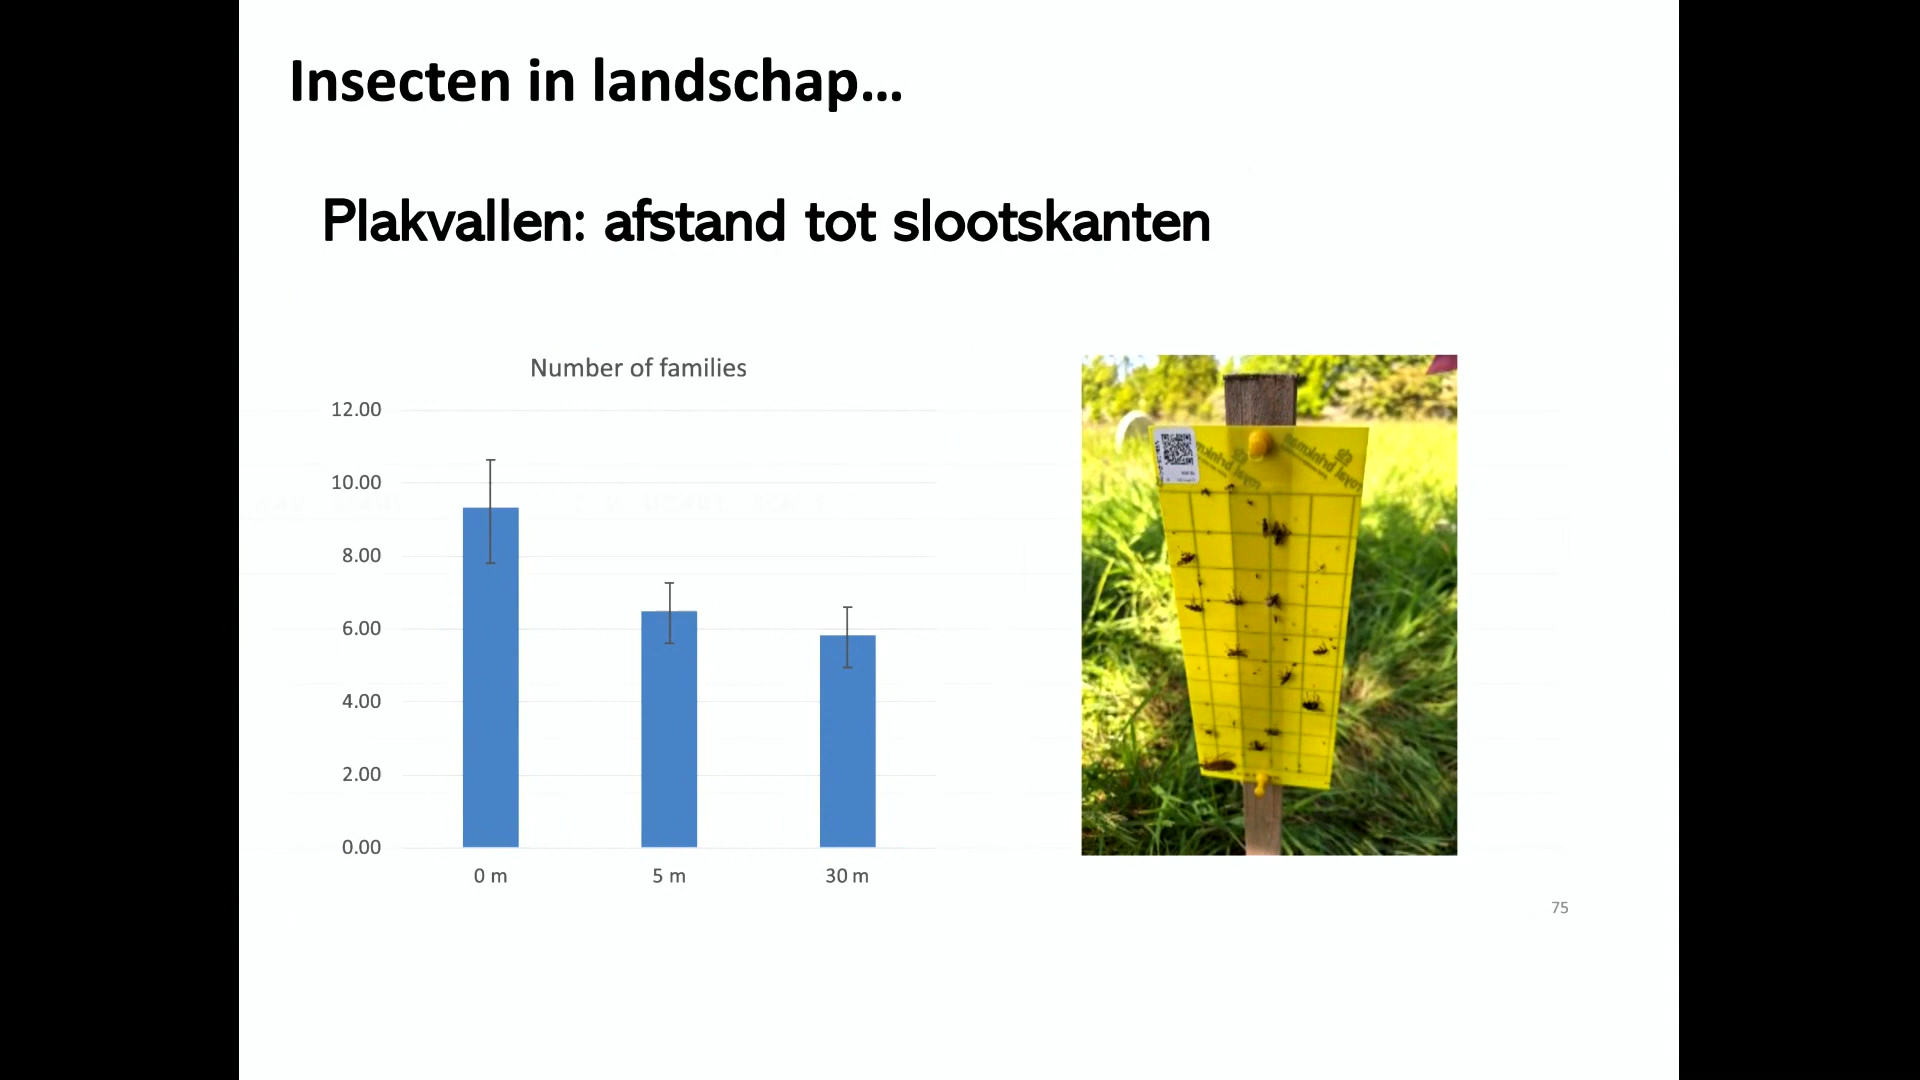 Insecten in landschap...
Plakvallen: afstand tot slootskanten
Number of families
12.00
10.00
8.00
6.00
4.00
2.00
0.00
0 m
5 m
30 m
75